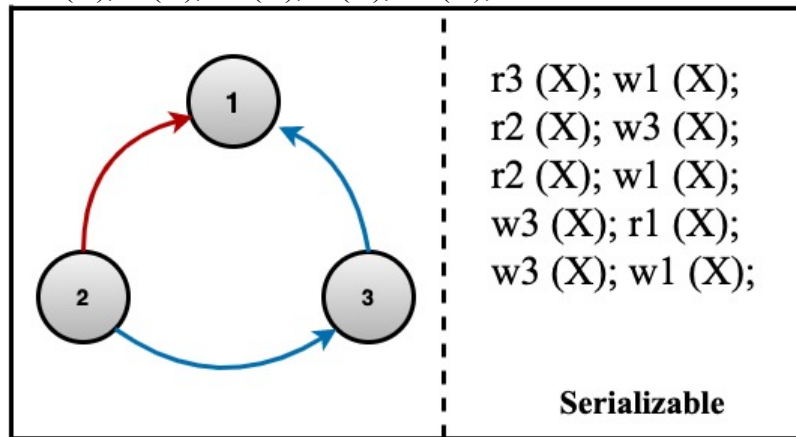 1
2
3
r3 (X); w1 (X);
r2 (X); w3 (X);
r2 (X); w1 (X);
w3 (X); r1 (X);
w3 (X); w1 (X);
Serializable